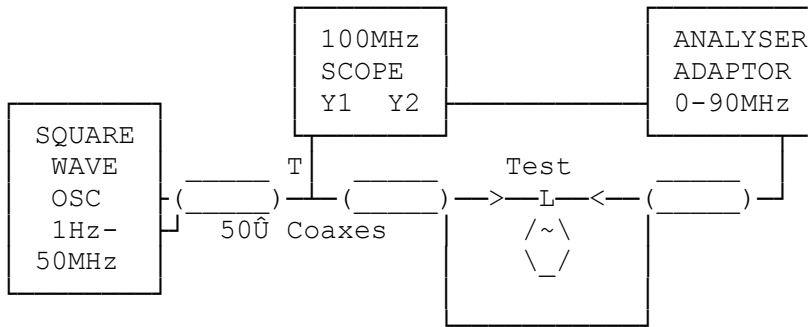 100MHz
SCOPE
Y1 Y2
ANALYSER
ADAPTOR
0-90MHz
SQUARE
WAVE
OSC
1Hz-
50MHz
T
50Û Coaxes
Test
L